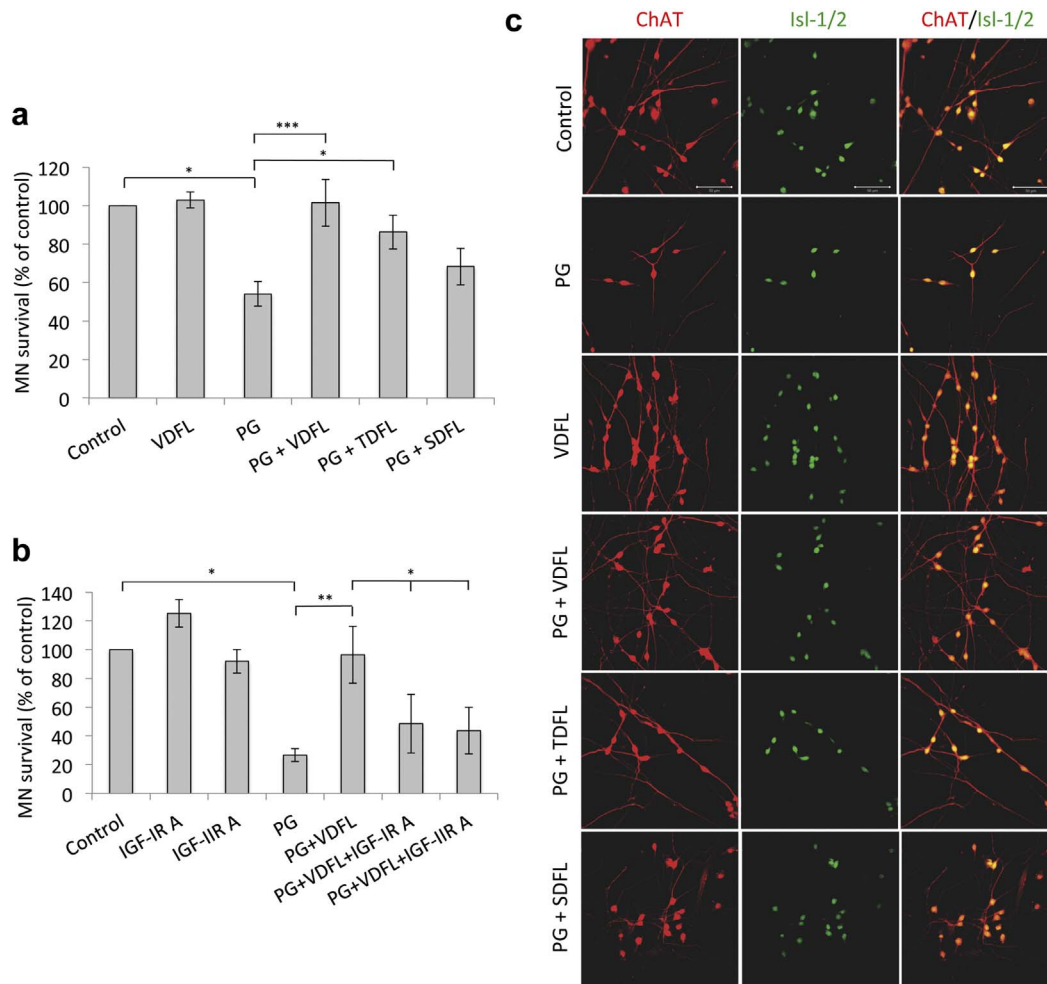 a
***
*
*
120
100
80
60
40
20
0
MN survival (% of control)
Control
VDFL
PG
PG + VDFL
PG + TDFL
PG + SDFL
b
*
*
**
140
120
100
80
60
40
20
0
MN survival (% of control)
Control
IGF-IR A
IGF-IIR A
PG
PG+VDFL
PG+VDFL+IGF-IR A
PG+VDFL+IGF-IIR A
c
ChAT
Isl-1/2
ChAT/Isl-1/2
Control
PG
VDFL
PG + VDFL
PG + TDFL
PG + SDFL